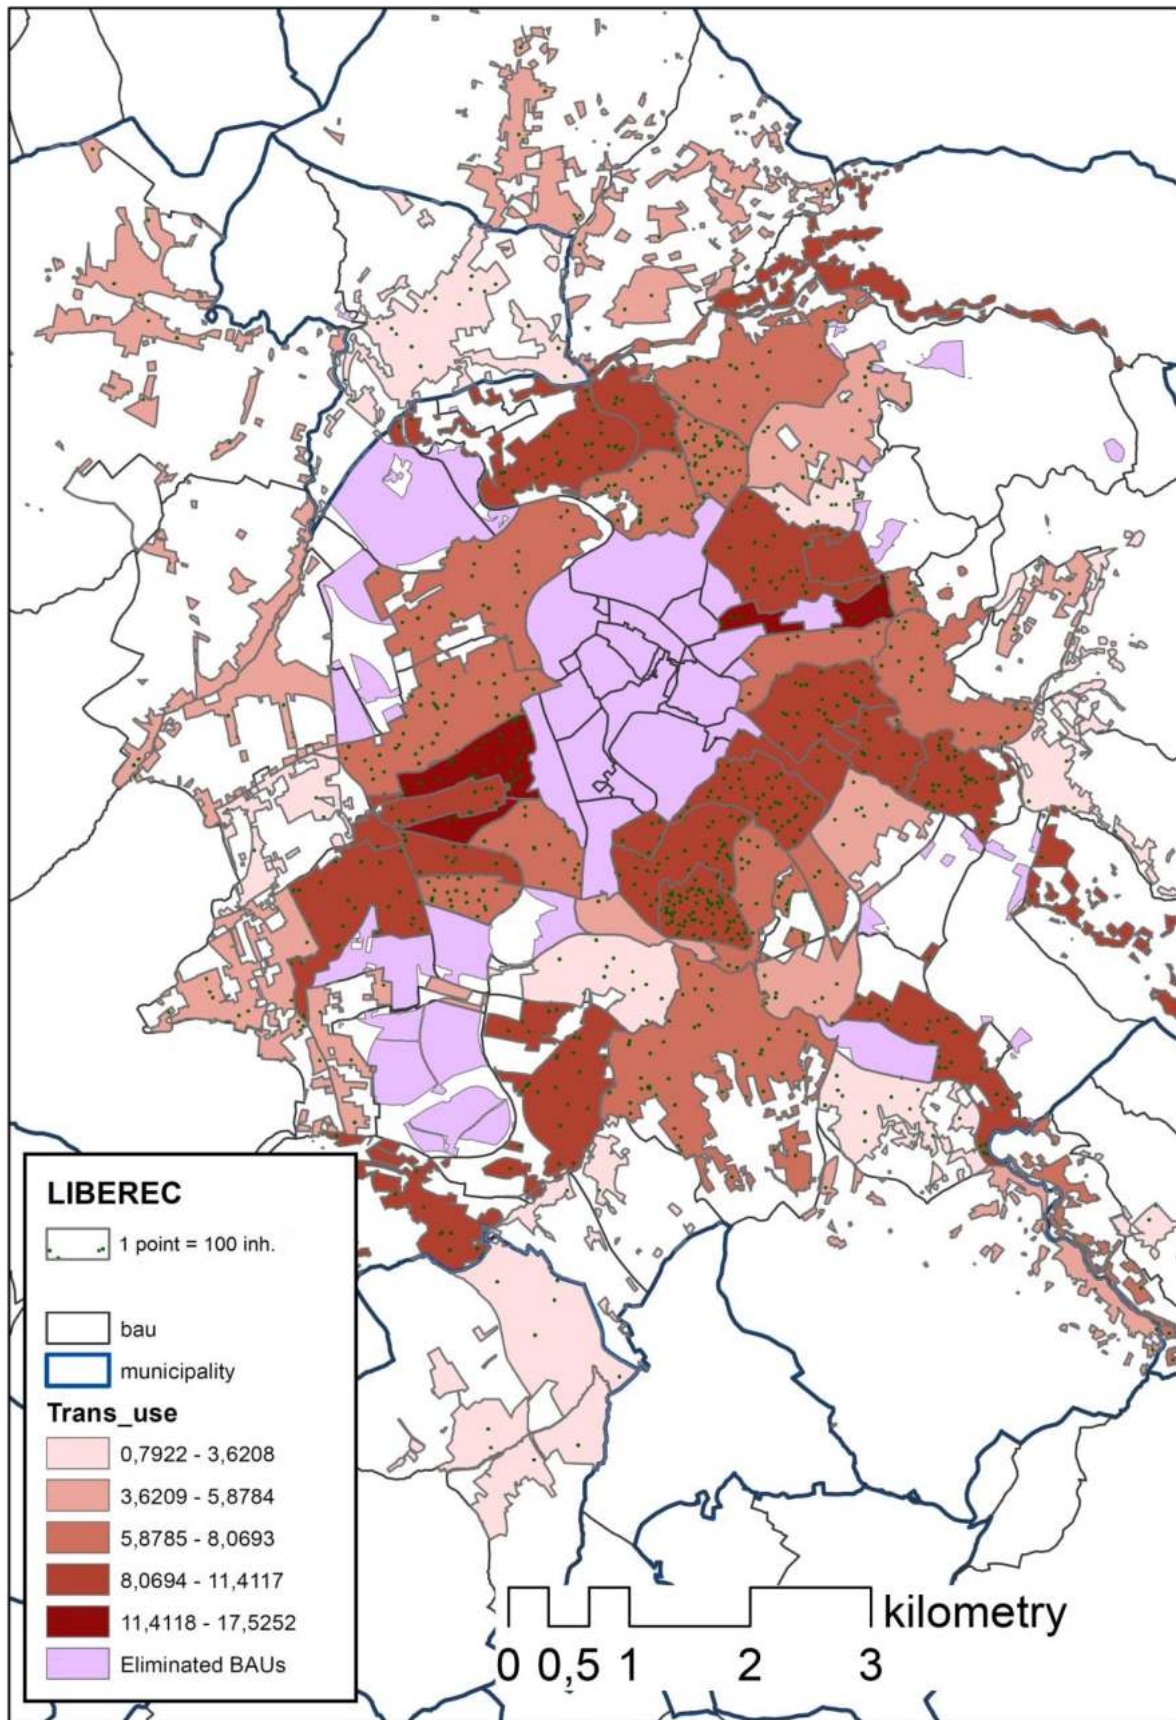 LIBEREC
1 point = 100 inh.
bau
municipality
Trans_use
0,7922 - 3,6208
3,6209 - 5,8784
5,8785 - 8,0693
8,0694 - 11,4117
11,4118 - 17,5252
Eliminated BAUs
kilometry
0 0,5 1 2 3